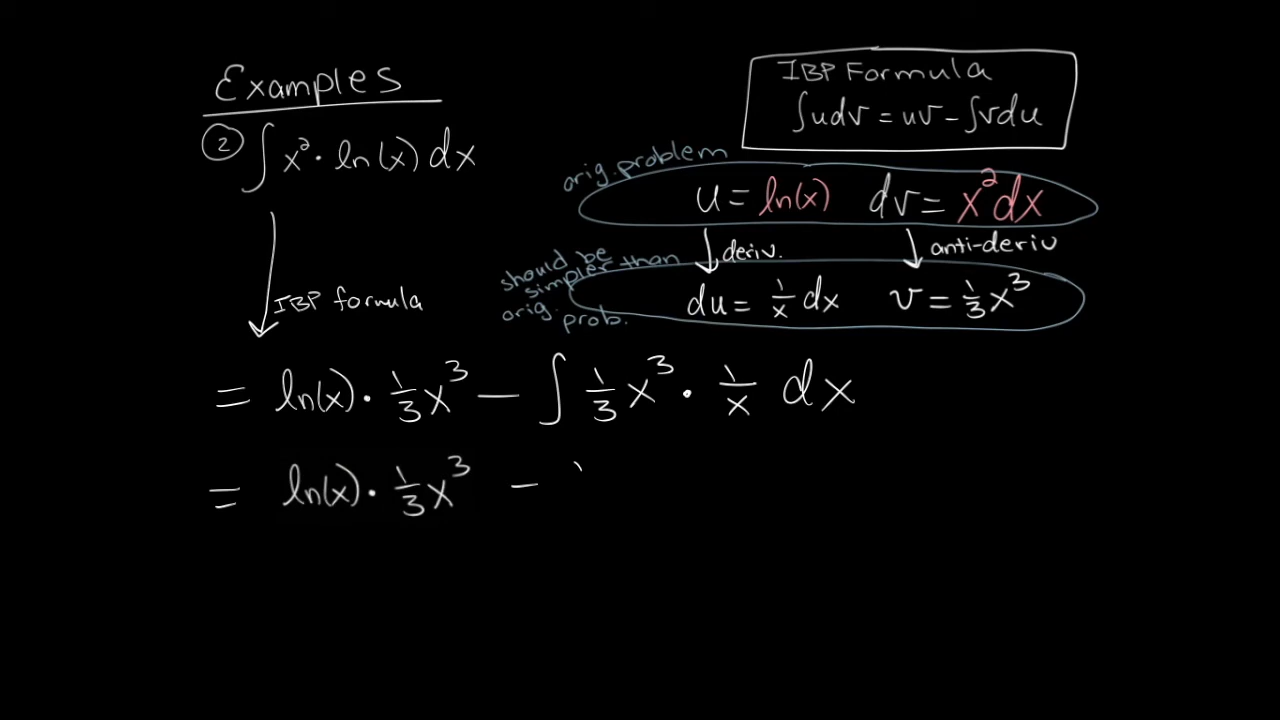 Examples
② ∫ x² · ln(x) dx
IBP Formula
∫udv = uv - ∫vdu
orig. problem
u = ln(x) dv = x²dx
deriv. anti-deriv
should be
simpler than
orig. prob.
du = 1/x dx v = 1/3 x³
IBP formula
= ln(x) · 1/3 x³ - ∫ 1/3 x³ · 1/x dx
= ln(x) · 1/3 x³ -